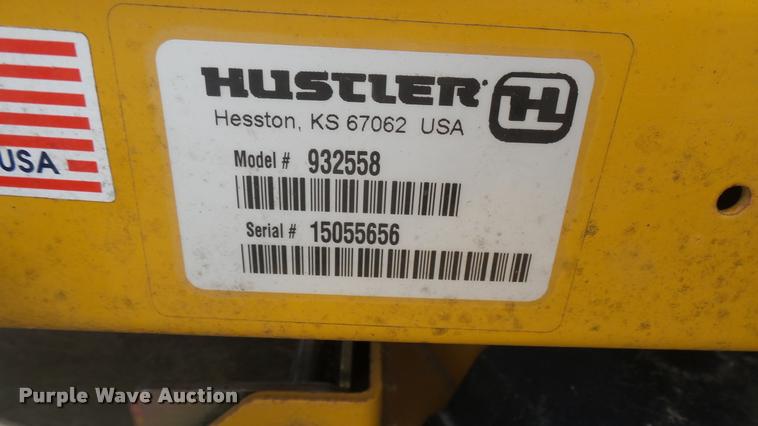 HUSTLER
H
Hesston, KS 67062 USA
Model # 932558
Serial # 15055656
USA
Purple Wave Auction